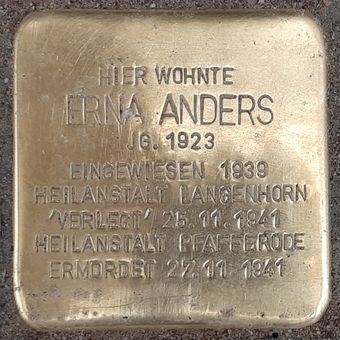 HIER WOHNTE
ERNA ANDERS
JG. 1923
EINGEWIESEN 1939
HEILANSTALT LANGENHORN
'VERLEGT' 25.11.1941
HEILANSTALT PFAFFERODE
ERMORDET 27.11.1941